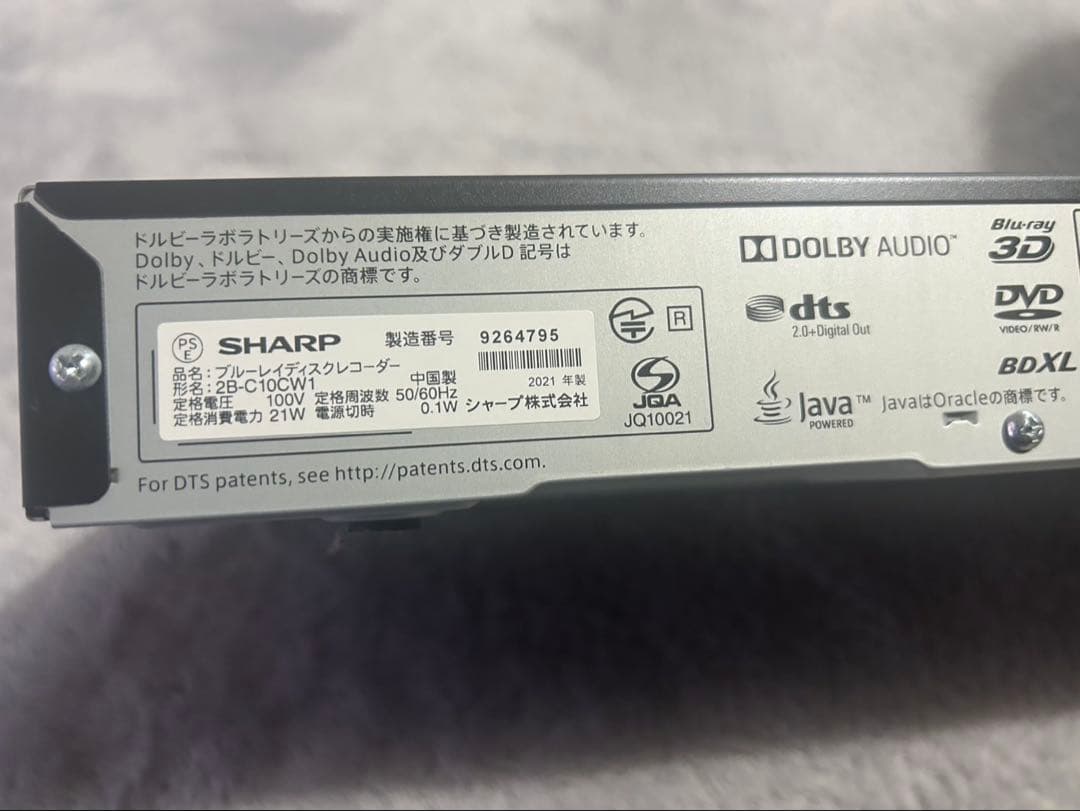 ドルビーラボラトリーズからの実施権に基づき製造されています。
Dolby、ドルビー、Dolby Audio及びダブルD 記号は
ドルビーラボラトリーズの商標です。
PS
E
SHARP 製造番号 9264795
品名:ブルーレイディスクレコーダー
形名:2B-C10CW1 中国製 2021 年製
定格電圧 100V 定格周波数 50/60Hz
定格消費電力 21W 電源切時 0.1W シャープ株式会社
R
JQA
JQ10021
For DTS patents, see http://patents.dts.com.
DOLBY AUDIO™
dts
2.0+Digital Out
Java™
POWERED
JavaはOracleの商標です。
Blu-ray
3D
DVD
VIDEO/RW/R
BDXL